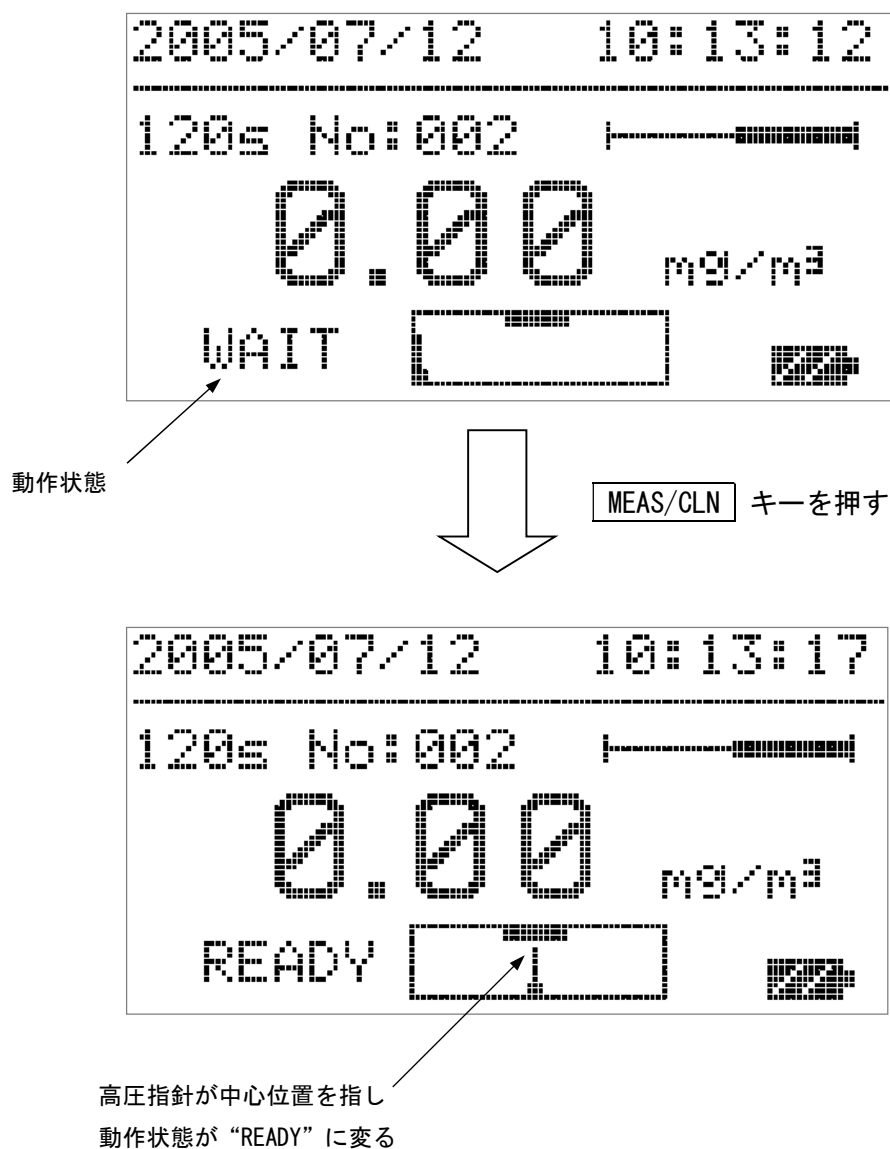 2005/07/12 10:13:12
120s No:002
0.00 mg/m³
WAIT
動作状態
MEAS/CLN キーを押す
2005/07/12 10:13:17
120s No:002
0.00 mg/m³
READY
高圧指針が中心位置を指し
動作状態が“READY”に変る